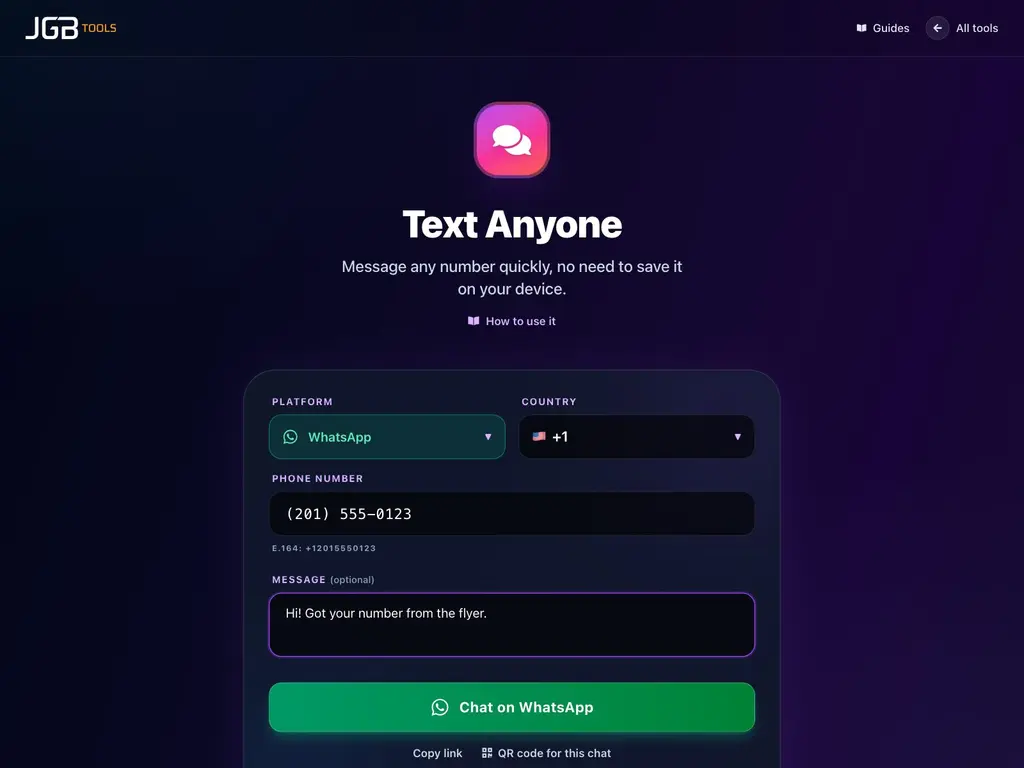 JGB TOOLS
Guides
All tools
Text Anyone
Message any number quickly, no need to save it
on your device.
How to use it
PLATFORM
COUNTRY
WhatsApp
+1
PHONE NUMBER
(201) 555-0123
E.164: +12015550123
MESSAGE (optional)
Hi! Got your number from the flyer.
Chat on WhatsApp
Copy link
QR code for this chat